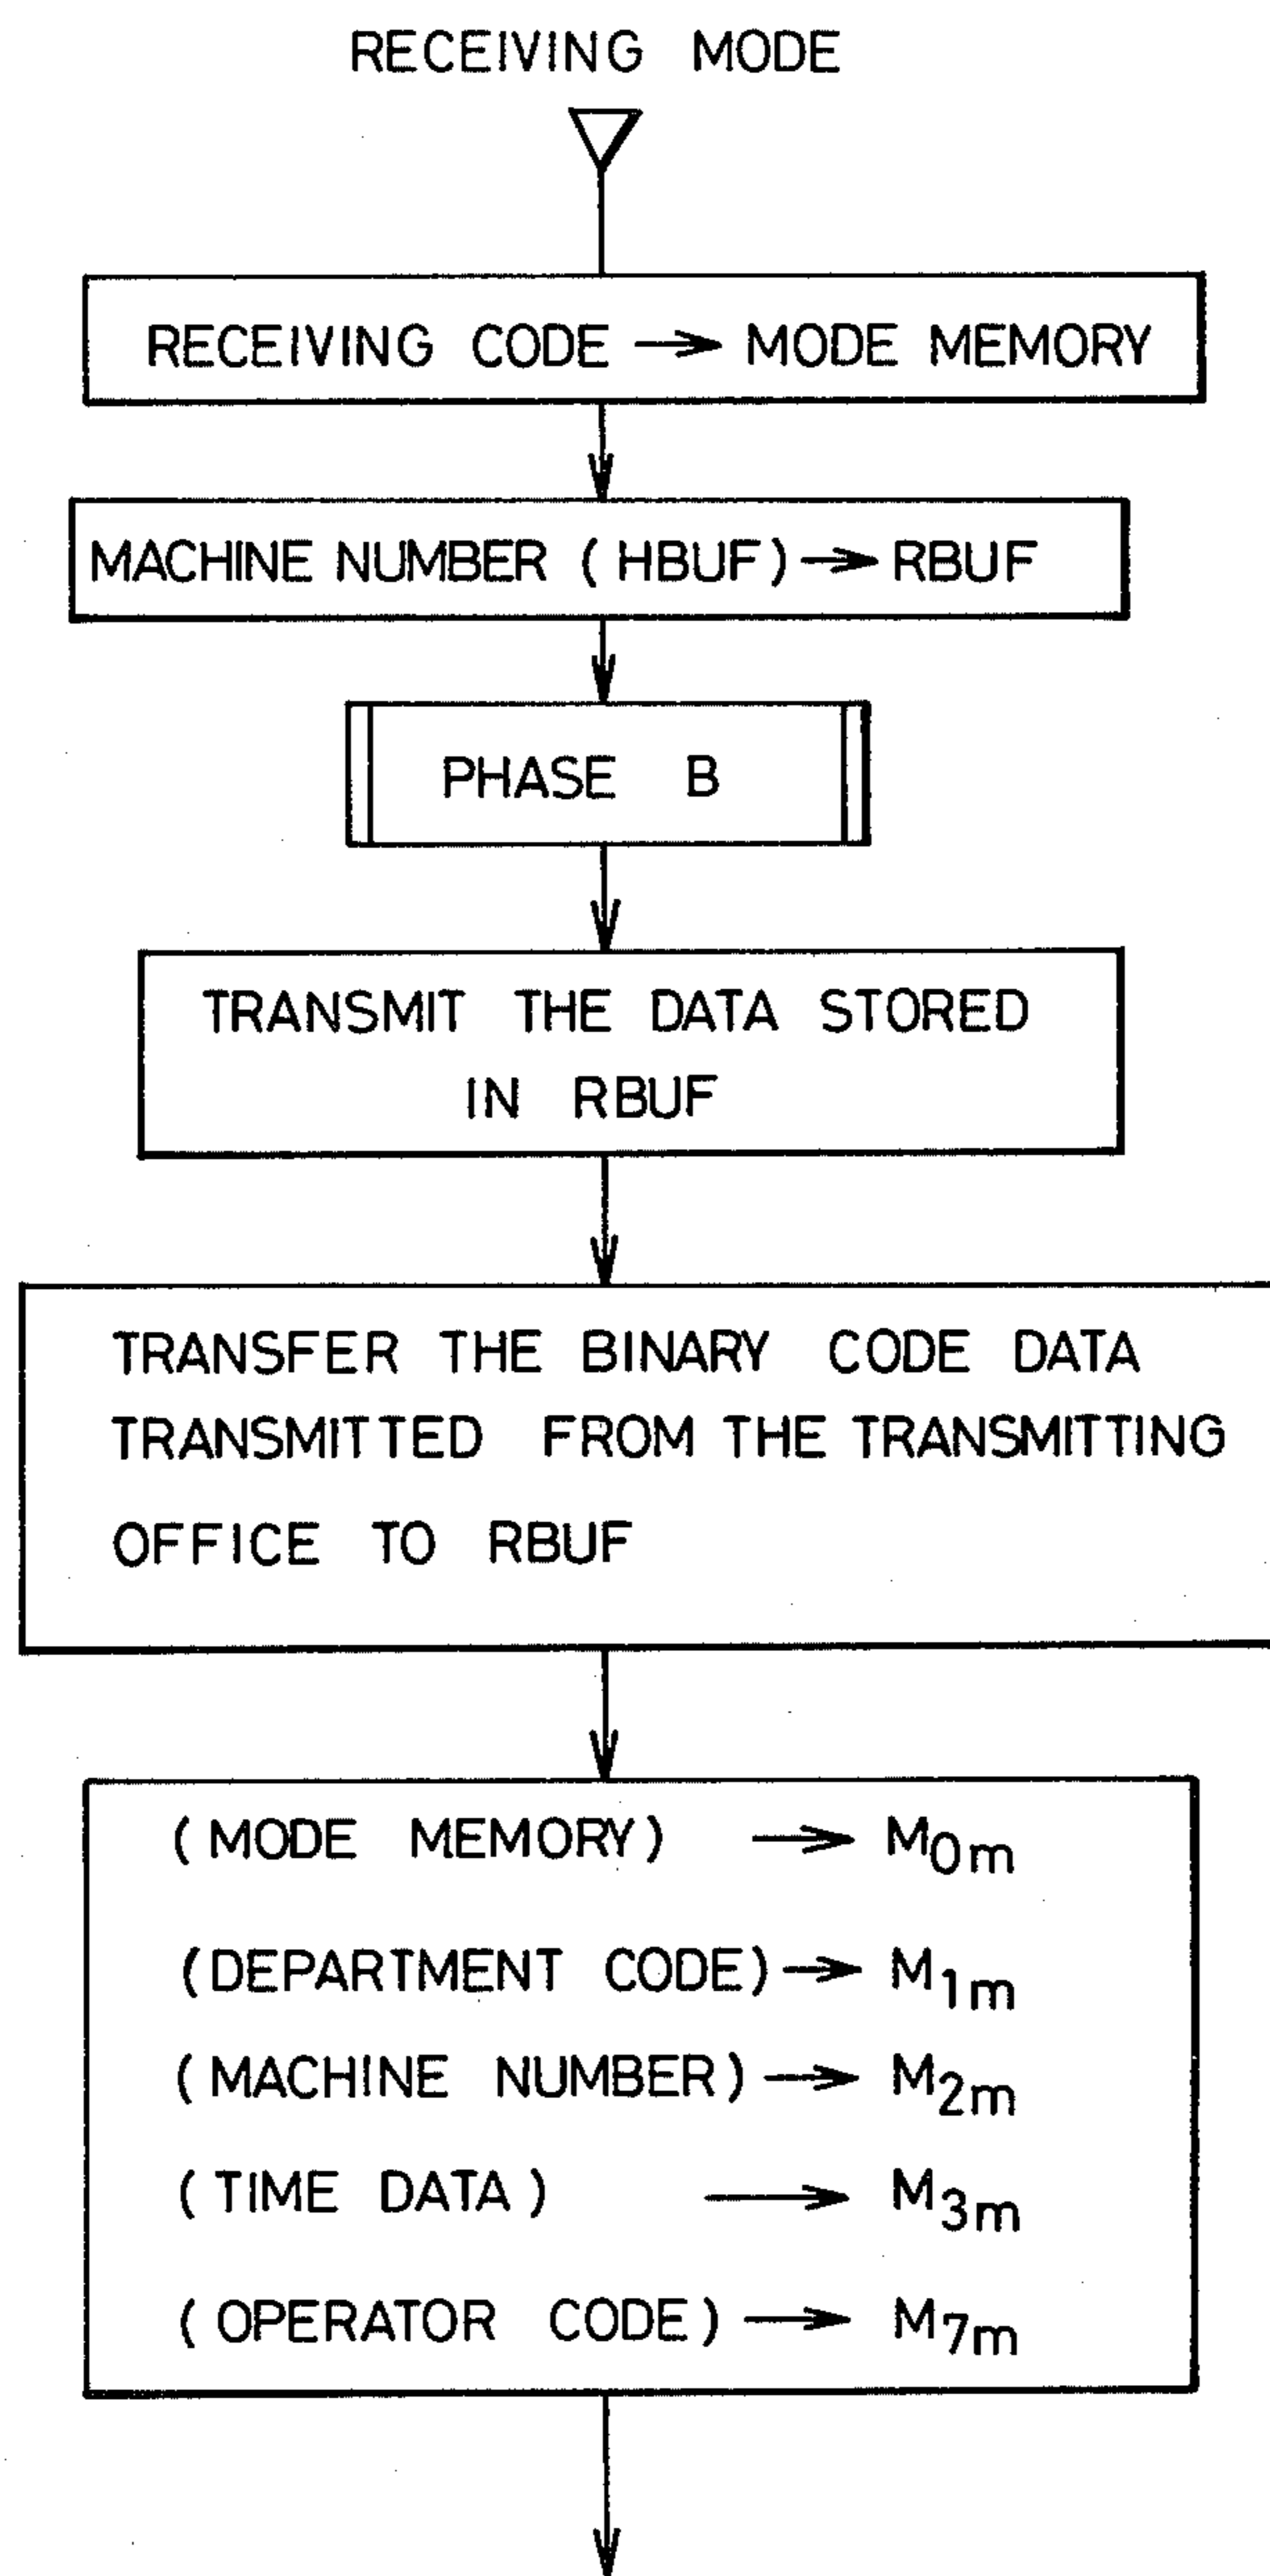 RECEIVING MODE
RECEIVING CODE → MODE MEMORY
MACHINE NUMBER (HBUF) → RBUF
PHASE B
TRANSMIT THE DATA STORED
IN RBUF
TRANSFER THE BINARY CODE DATA
TRANSMITTED FROM THE TRANSMITTING
OFFICE TO RBUF
(MODE MEMORY) → M0m
(DEPARTMENT CODE) → M1m
(MACHINE NUMBER) → M2m
(TIME DATA) → M3m
(OPERATOR CODE) → M7m